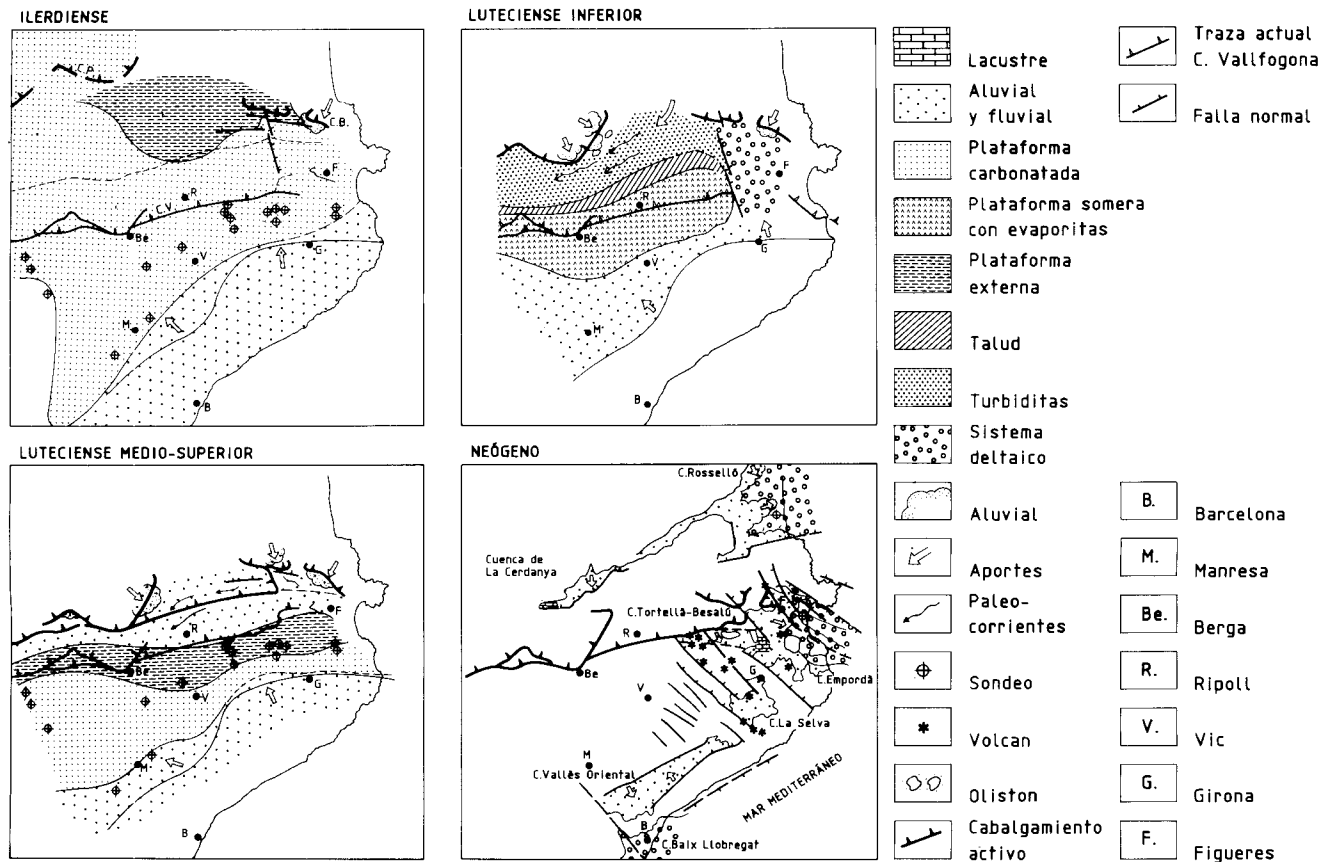 ILERDIENSE
C.P.
C.B.
F
R
C.V.
Be
V
G
M.
B
LUTECIENSE INFERIOR
F
R
Be
G
V
M
B
LUTECIENSE MEDIO-SUPERIOR
F
R
Be
G
V
M
B
NEÓGENO
C.Rosselló
Cuenca de
La Cerdanya
C.Tortellà-Besalú
R
Be
G
C.Empordà
V
C.La Selva
M
C.Vallès Oriental
MAR MEDITERRÁNEO
B
C.Baix Llobregat
Lacustre
Aluvial
y fluvial
Plataforma
carbonatada
Plataforma somera
con evaporitas
Plataforma
externa
Talud
Turbiditas
Sistema
deltaico
Aluvial
Aportes
Paleo-
corrientes
Sondeo
Volcan
Oliston
Cabalgamiento
activo
Traza actual
C. Vallfogona
Falla normal
B. Barcelona
M. Manresa
Be. Berga
R. Ripoll
V. Vic
G. Girona
F. Figueres